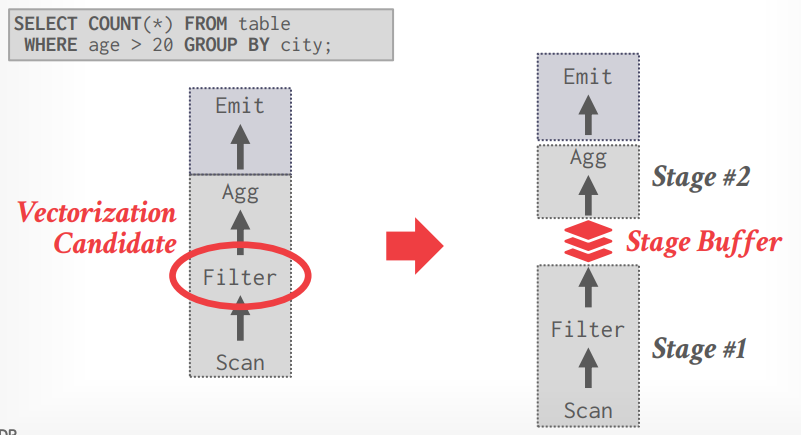 SELECT COUNT(*) FROM table
WHERE age > 20 GROUP BY city;
Emit
Agg
Vectorization
Candidate
Filter
Scan
Emit
Agg
Stage #2
Stage Buffer
Filter
Stage #1
Scan